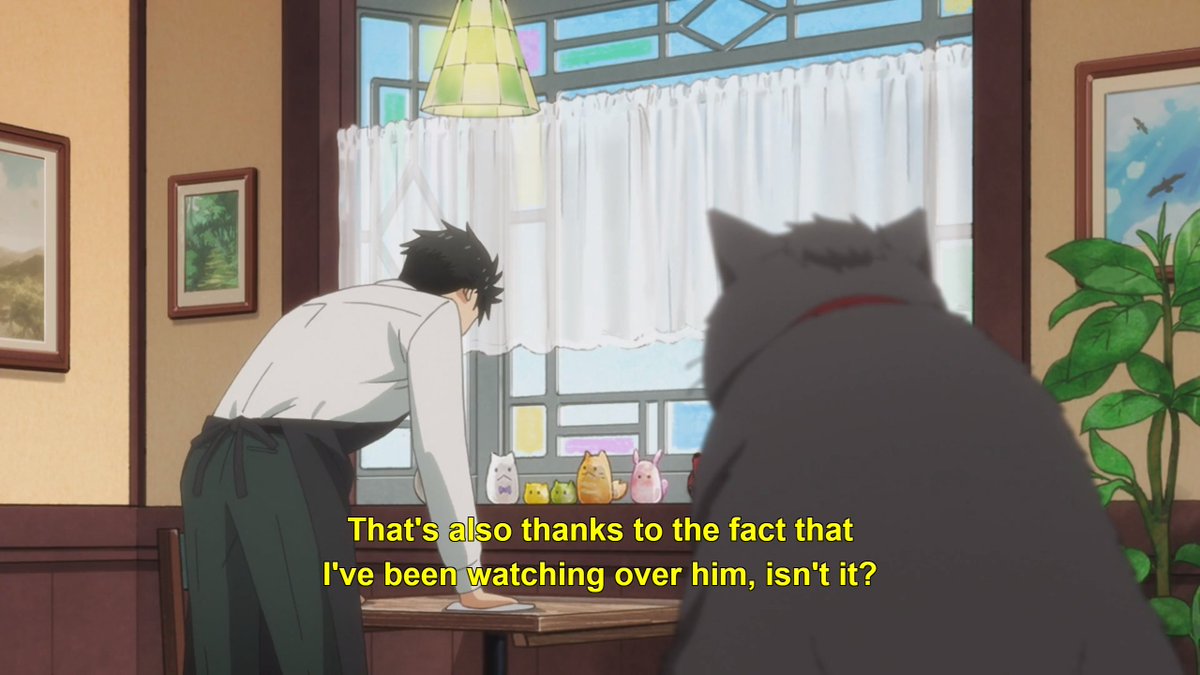 That's also thanks to the fact that
I've been watching over him, isn't it?